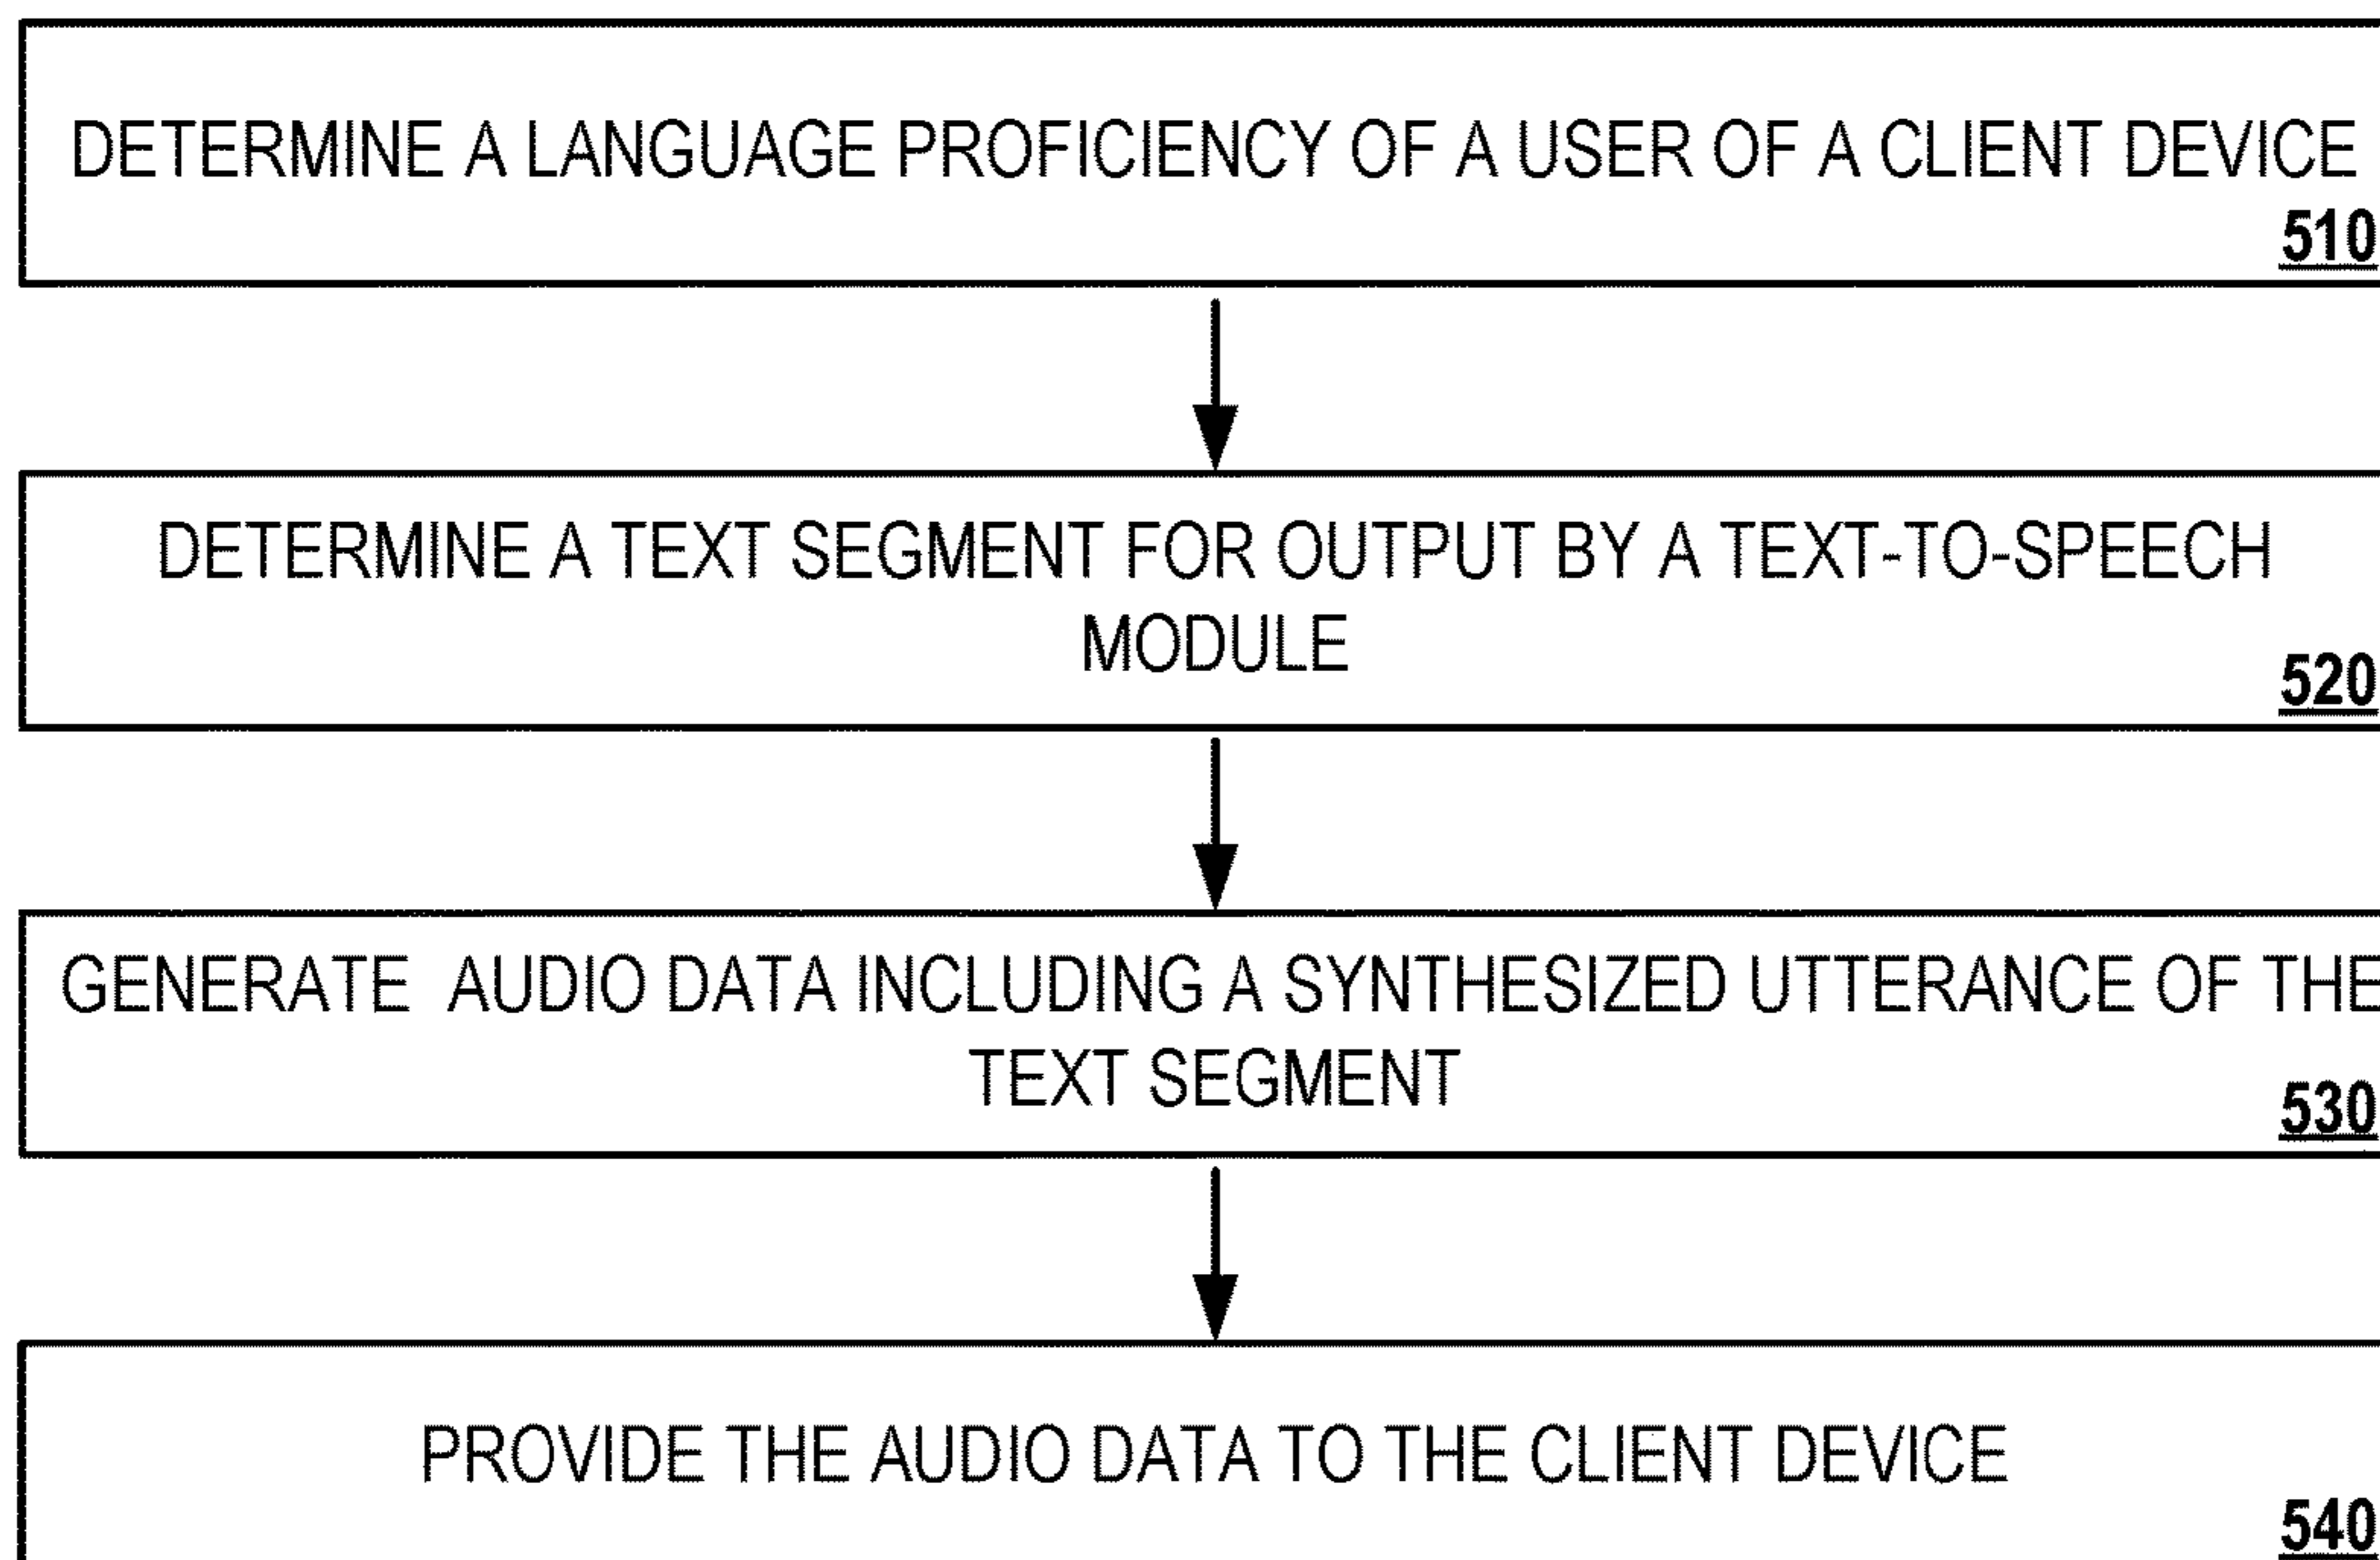 DETERMINE A LANGUAGE PROFICIENCY OF A USER OF A CLIENT DEVICE
510
DETERMINE A TEXT SEGMENT FOR OUTPUT BY A TEXT-TO-SPEECH
MODULE
520
GENERATE AUDIO DATA INCLUDING A SYNTHESIZED UTTERANCE OF THE
TEXT SEGMENT
530
PROVIDE THE AUDIO DATA TO THE CLIENT DEVICE
540